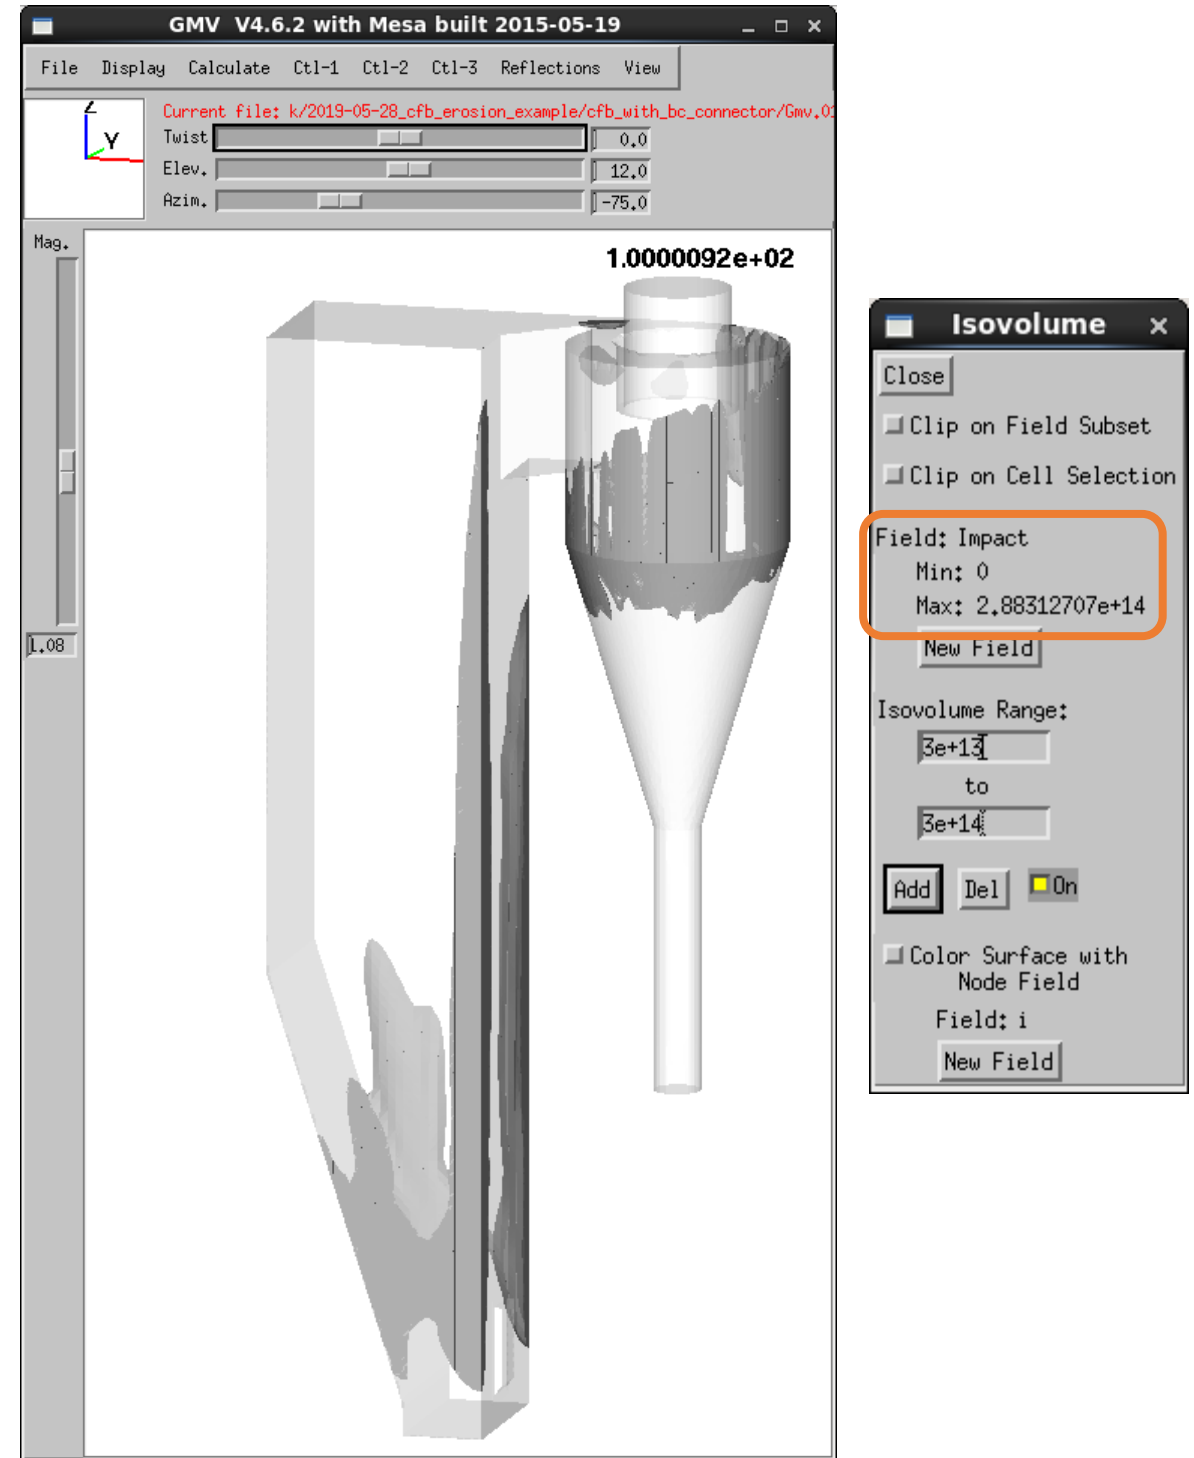 GMV V4.6.2 with Mesa built 2015-05-19
File Display Calculate Ctl-1 Ctl-2 Ctl-3 Reflections View
Z
Y
Current file: k/2019-05-28_cfb_erosion_example/cfb_with_bc_connector/Gmv.0
Twist 0.0
Elev. 12.0
Azim. -75.0
Mag.
1.08
1.0000092e+02
Isovolume
Close
Clip on Field Subset
Clip on Cell Selection
Field: Impact
Min: 0
Max: 2.88312707e+14
New Field
Isovolume Range:
3e+13
to
3e+14
Add Del On
Color Surface with
Node Field
Field: i
New Field